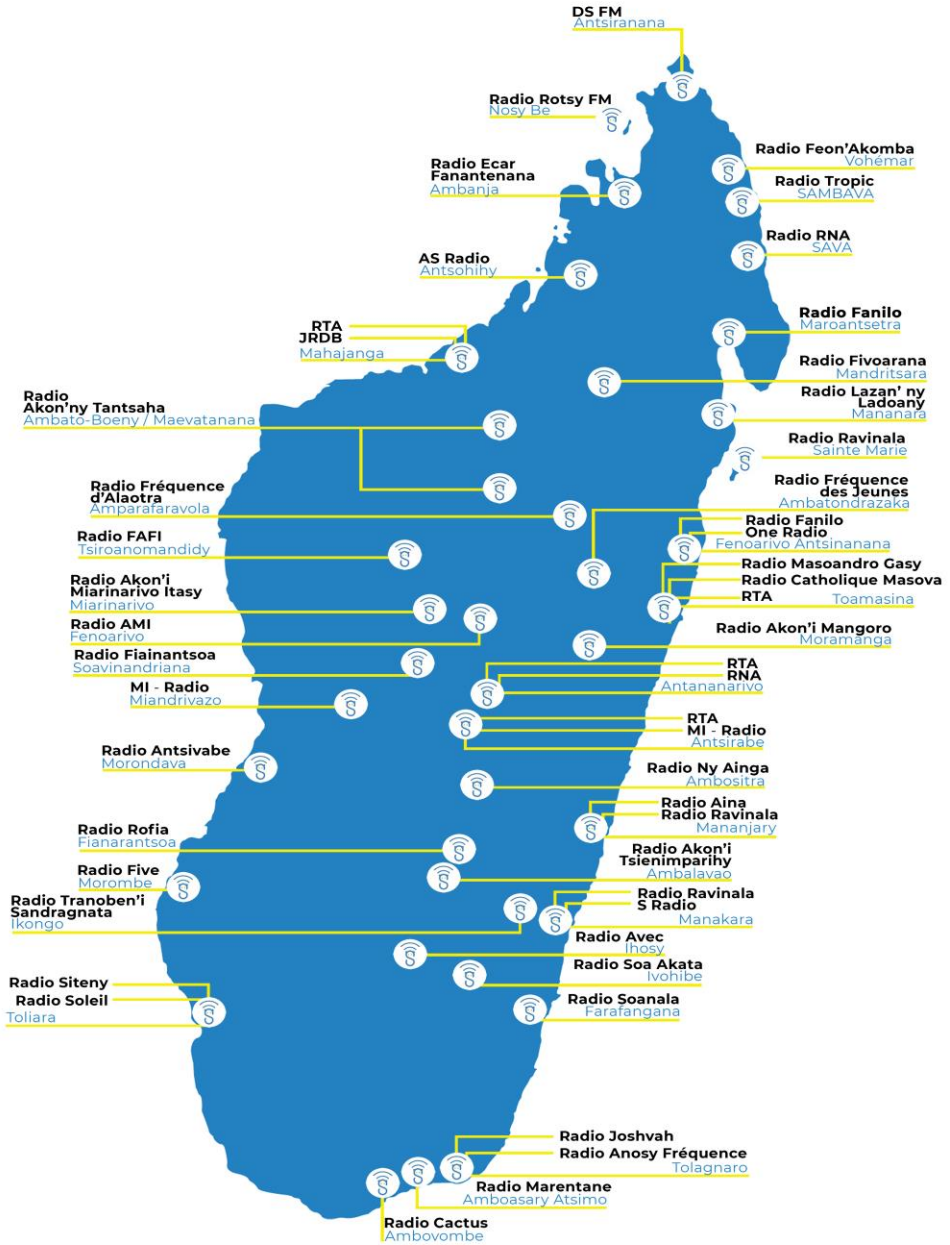 DS FM
Antsiranana
Radio Rotsy FM
Nosy Be
Radio Feon'Akomba
Vohémar
Radio Ecar
Fanantenana
Ambanja
Radio Tropic
SAMBAVA
Radio RNA
SAVA
AS Radio
Antsohihy
Radio Fanilo
Maroantsetra
RTA
JRDB
Mahajanga
Radio Fivoarana
Mandritsara
Radio Lazan' ny
Ladoany
Mananara
Radio
Akon'ny Tantsaha
Ambato-Boeny / Maevatanana
Radio Ravinala
Sainte Marie
Radio Fréquence
des Jeunes
Ambatondrazaka
Radio Fréquence
d'Alaotra
Amparafaravola
Radio Fanilo
One Radio
Fenoarivo Antsinanana
Radio FAFI
Tsiroanomandidy
Radio Masoandro Gasy
Radio Catholique Masova
RTA
Toamasina
Radio Akon'i
Miarinarivo Itasy
Miarinarivo
Radio AMI
Fenoarivo
Radio Akon'i Mangoro
Moramanga
Radio Fiainantsoa
Soavinandriana
RTA
RNA
Antananarivo
MI - Radio
Miandrivazo
RTA
MI - Radio
Antsirabe
Radio Antsivabe
Morondava
Radio Ny Ainga
Ambositra
Radio Aina
Radio Ravinala
Mananjary
Radio Rofia
Fianarantsoa
Radio Akon'i
Tsienimparihy
Ambalavao
Radio Five
Morombe
Radio Ravinala
S Radio
Manakara
Radio Tranoben'i
Sandragnata
Ikongo
Radio Avec
Ihosy
Radio Soa Akata
Ivohibe
Radio Siteny
Radio Soleil
Toliara
Radio Soanala
Farafangana
Radio Joshvah
Radio Anosy Fréquence
Tolagnaro
Radio Marentane
Amboasary Atsimo
Radio Cactus
Ambovombe